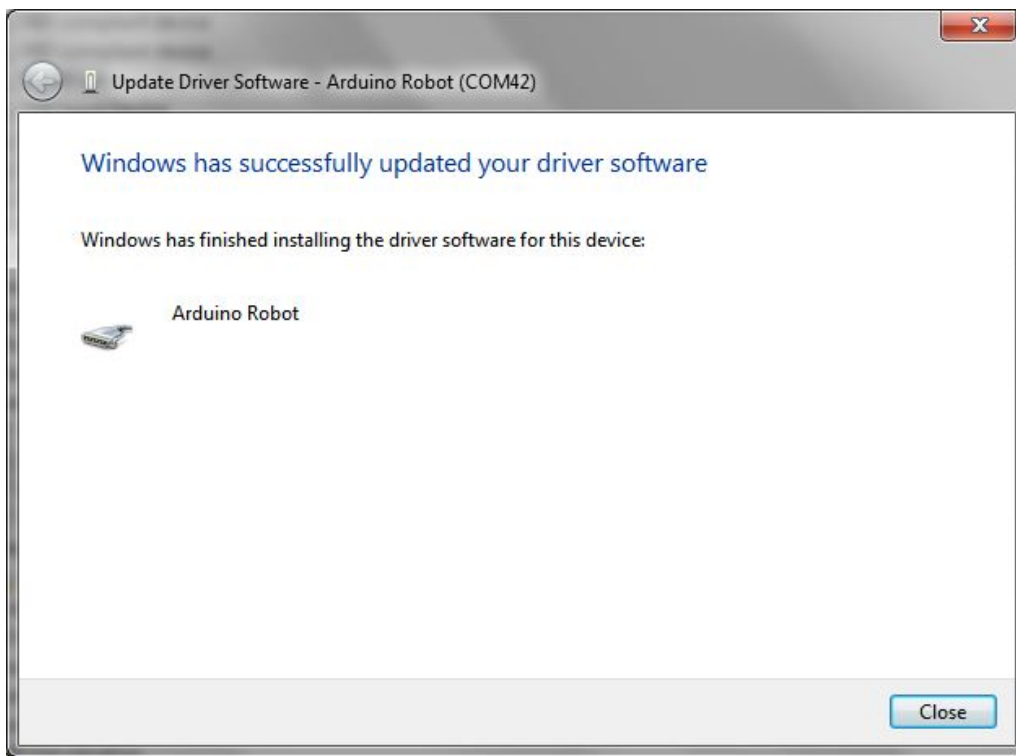 Update Driver Software - Arduino Robot (COM42)
Windows has successfully updated your driver software
Windows has finished installing the driver software for this device:
Arduino Robot
Close